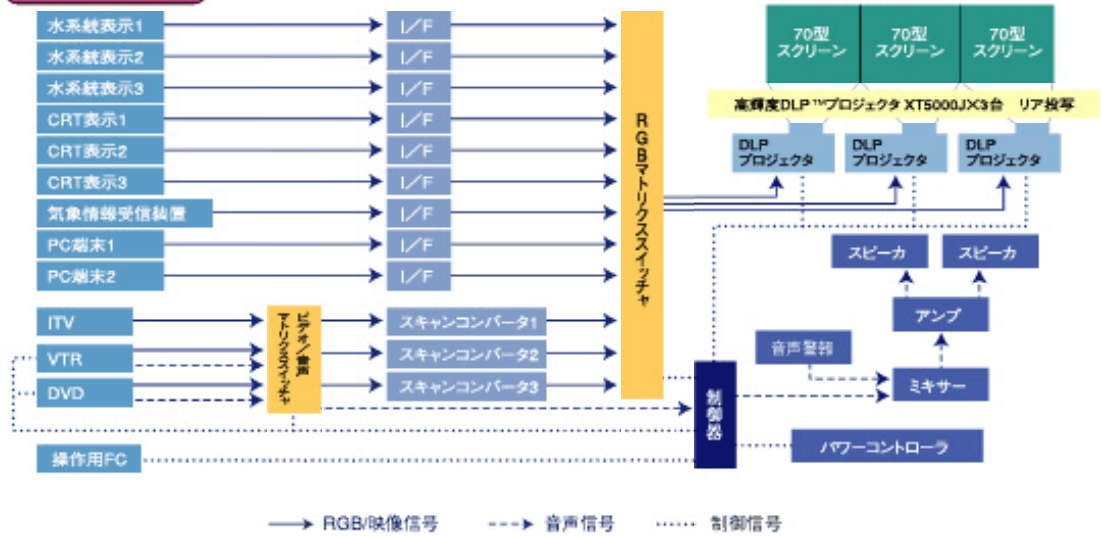 水系統表示1
I/F
水系統表示2
I/F
水系統表示3
I/F
CRT表示1
I/F
CRT表示2
I/F
CRT表示3
I/F
気象情報受信装置
I/F
PC端末1
I/F
PC端末2
I/F
RGBマトリクススイッチャ
70型
スクリーン
70型
スクリーン
70型
スクリーン
高輝度DLP™プロジェクタ XT5000J×3台 リア投写
DLP
プロジェクタ
DLP
プロジェクタ
DLP
プロジェクタ
スピーカ
スピーカ
アンプ
音声警報
ミキサー
ITV
VTR
DVD
ビデオ/音声
マトリクススイッチャ
スキャンコンバータ1
スキャンコンバータ2
スキャンコンバータ3
制御器
パワーコントローラ
操作用FC
RGB/映像信号
音声信号
制御信号